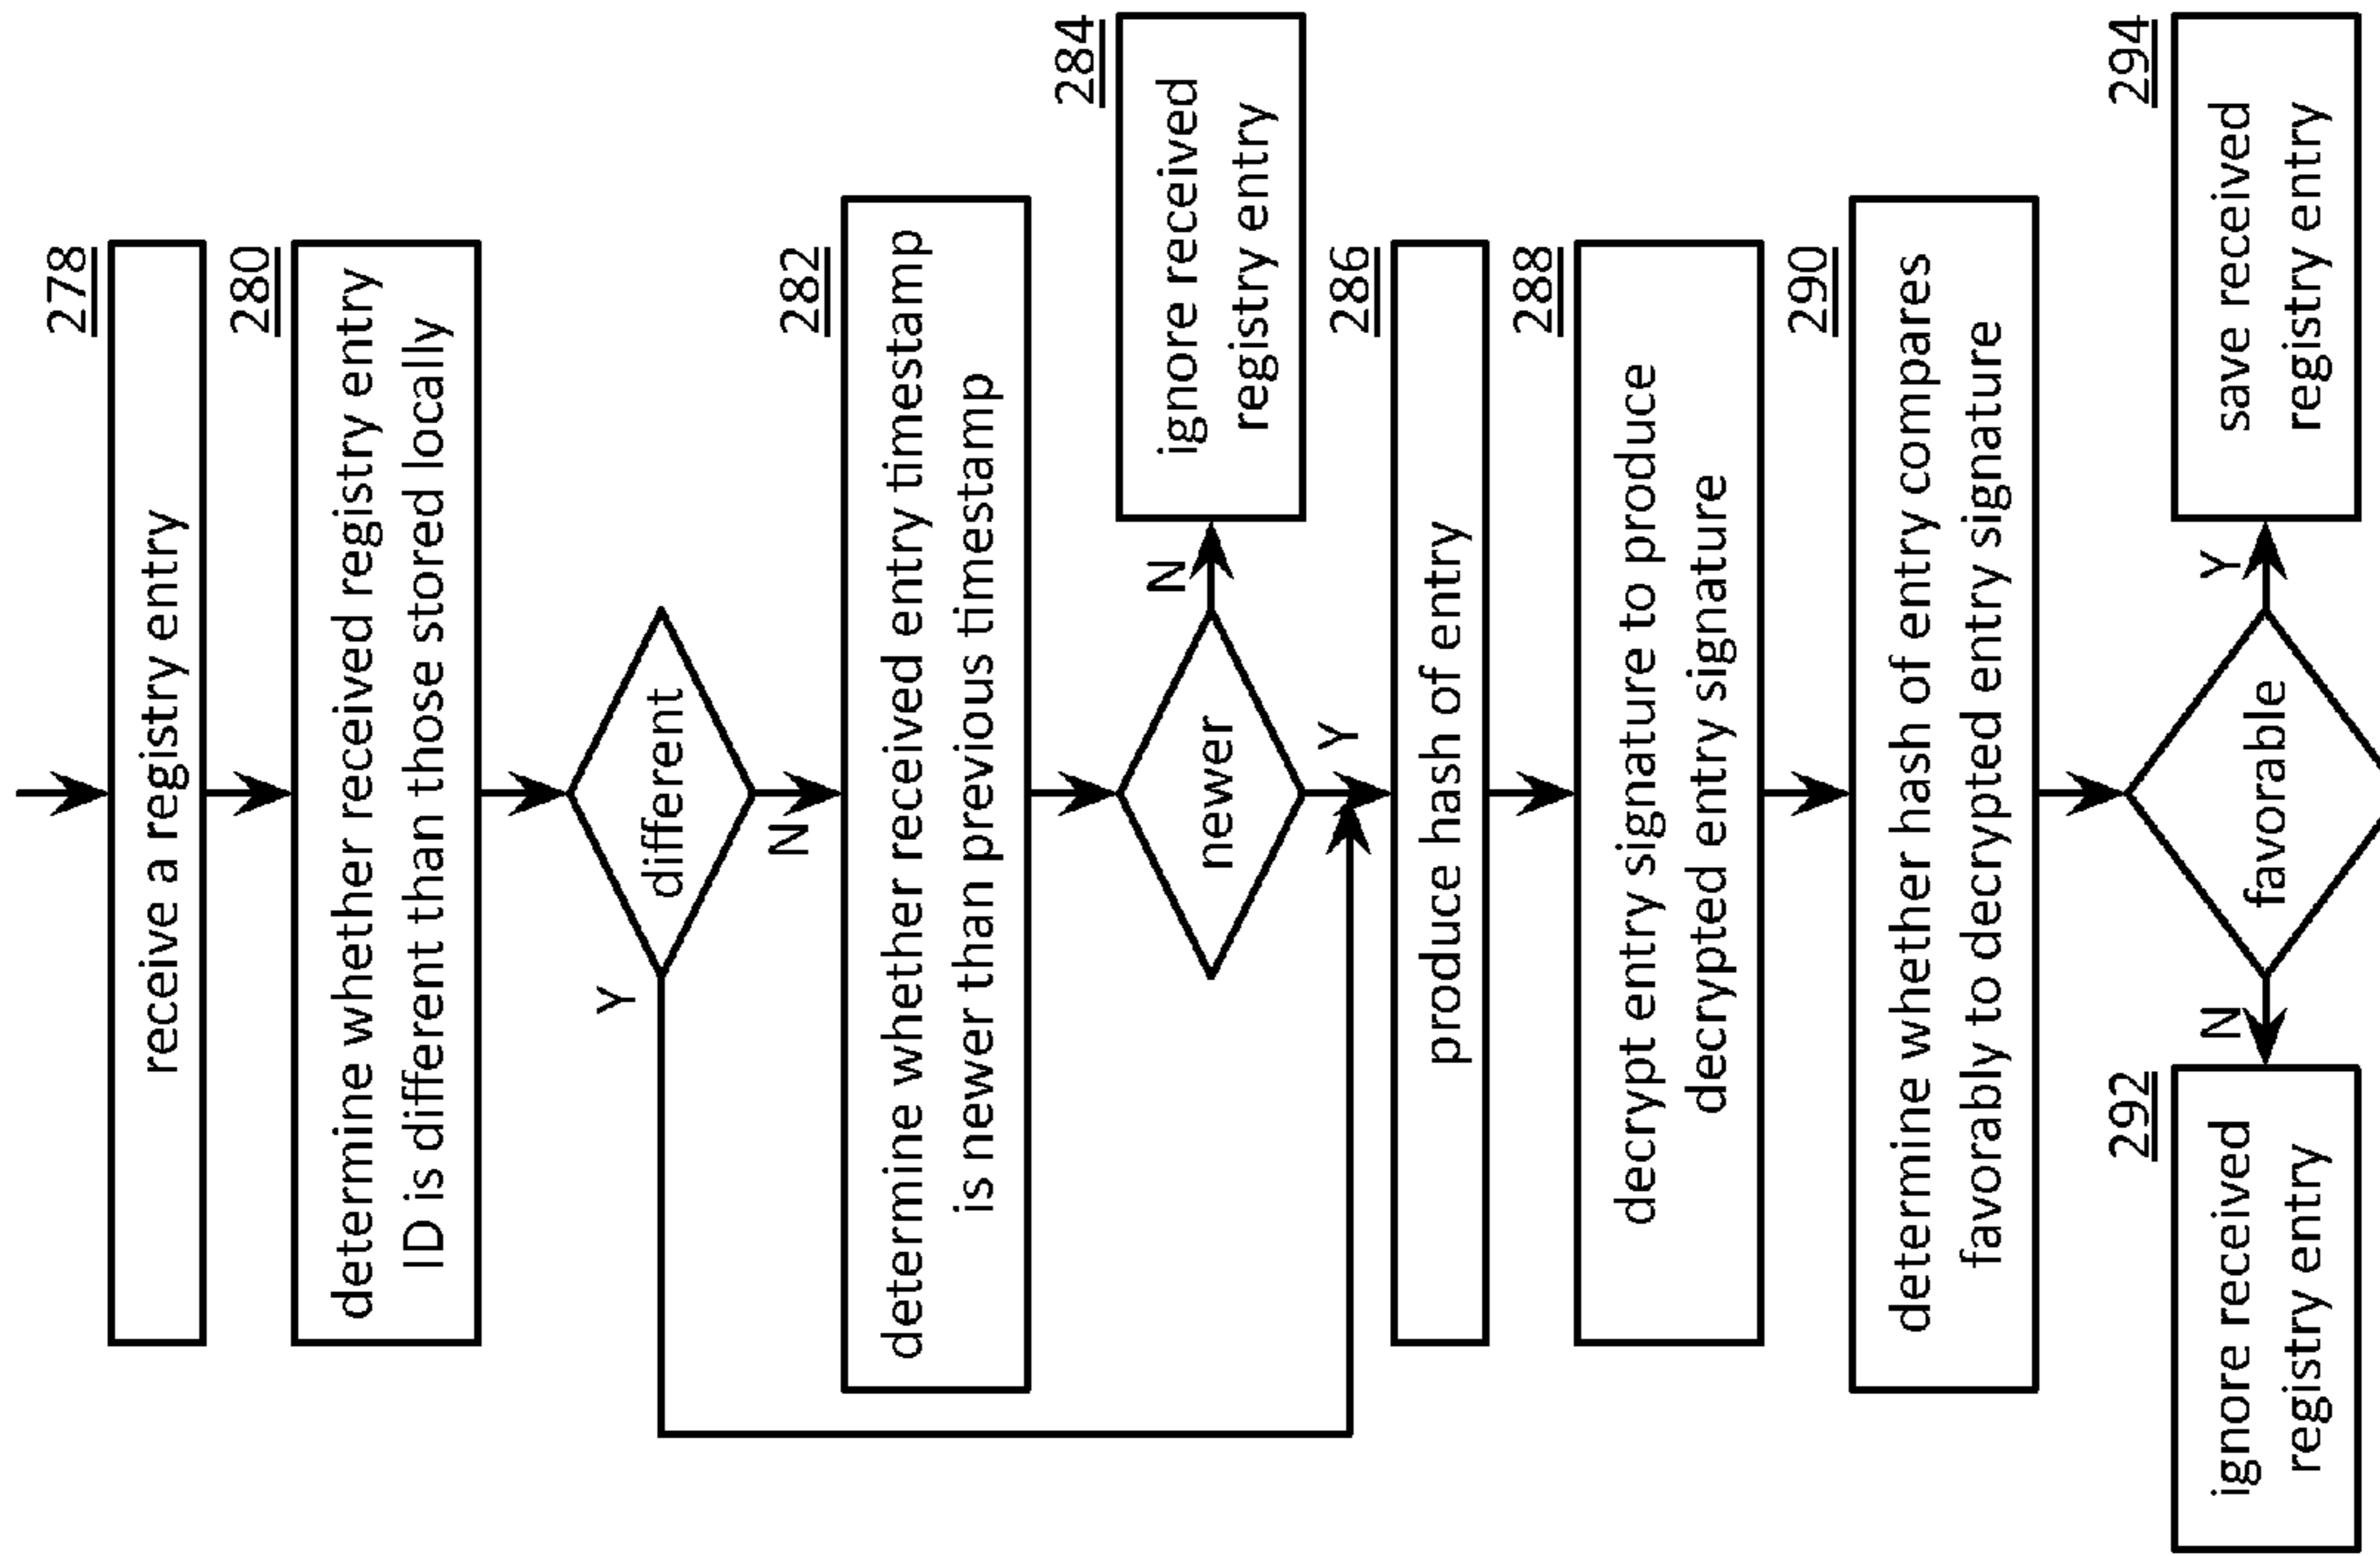 278
receive a registry entry
280
determine whether received registry entry
ID is different than those stored locally
different
Y
N
282
determine whether received entry timestamp
is newer than previous timestamp
newer
N
284
ignore received
registry entry
Y
286
produce hash of entry
288
decrypt entry signature to produce
decrypted entry signature
290
determine whether hash of entry compares
favorably to decrypted entry signature
favorable
N
Y
292
ignore received
registry entry
294
save received
registry entry